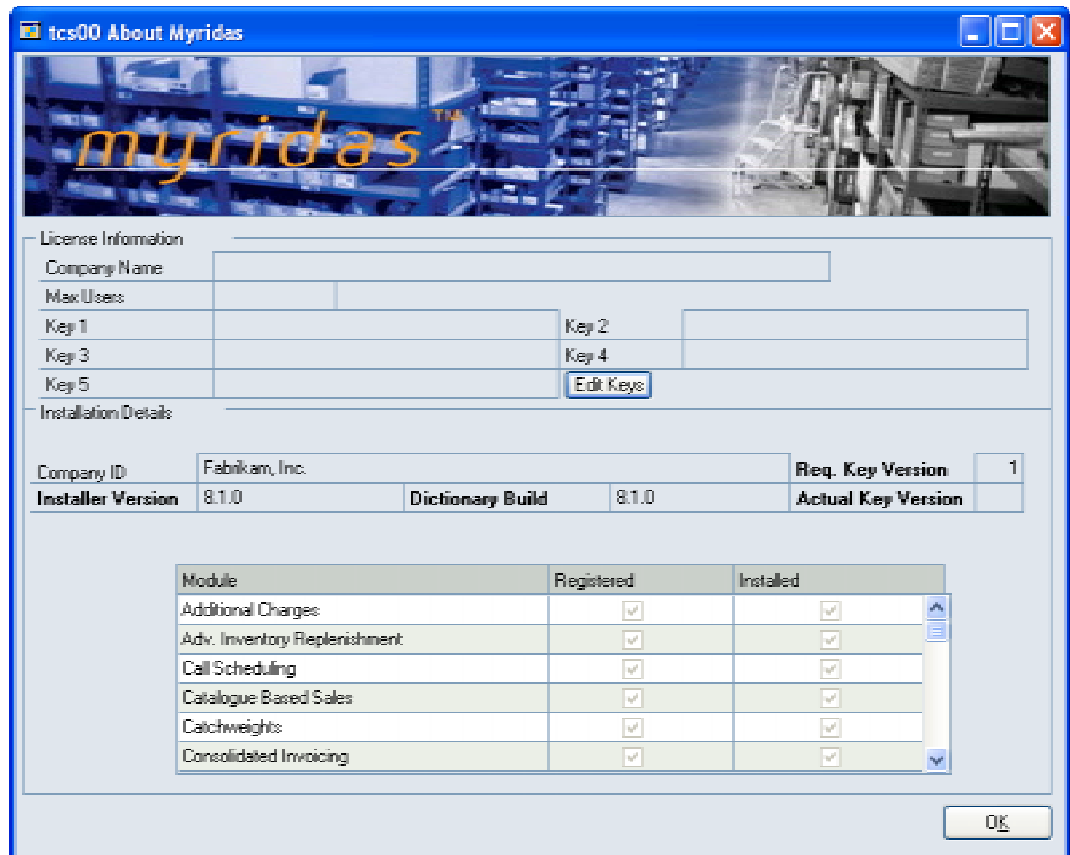 tcs00 About Myridas
myridas™
License Information
Company Name
Max Users
Key 1 Key 2
Key 3 Key 4
Key 5 Edit Keys
Installation Details
Company ID Fabrikam, Inc. Req. Key Version 1
Installer Version 8.1.0 Dictionary Build 8.1.0 Actual Key Version
Module Registered Installed
Additional Charges
Adv. Inventory Replenishment
Call Scheduling
Catalogue Based Sales
Catchweights
Consolidated Invoicing
OK